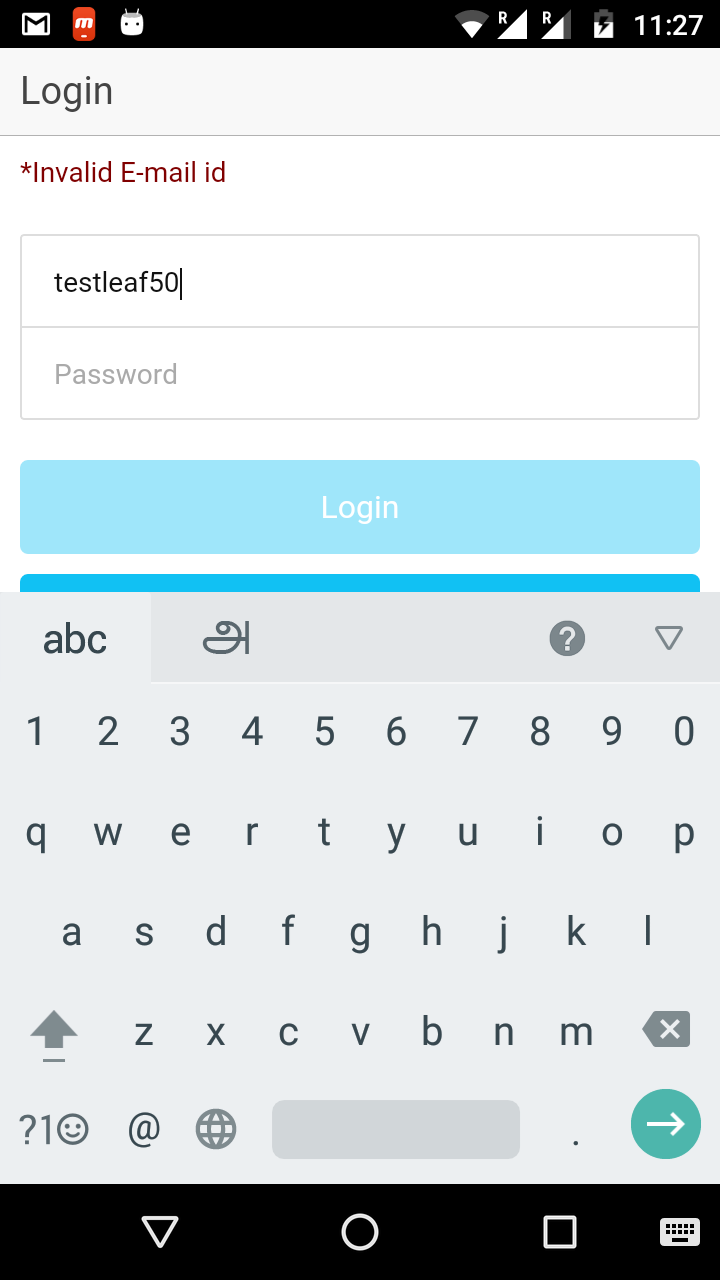 R R 11:27
Login
*Invalid E-mail id
testleaf50
Password
Login
abc அ ?
1 2 3 4 5 6 7 8 9 0
q w e r t y u i o p
a s d f g h j k l
z x c v b n m
?1☺ @ .